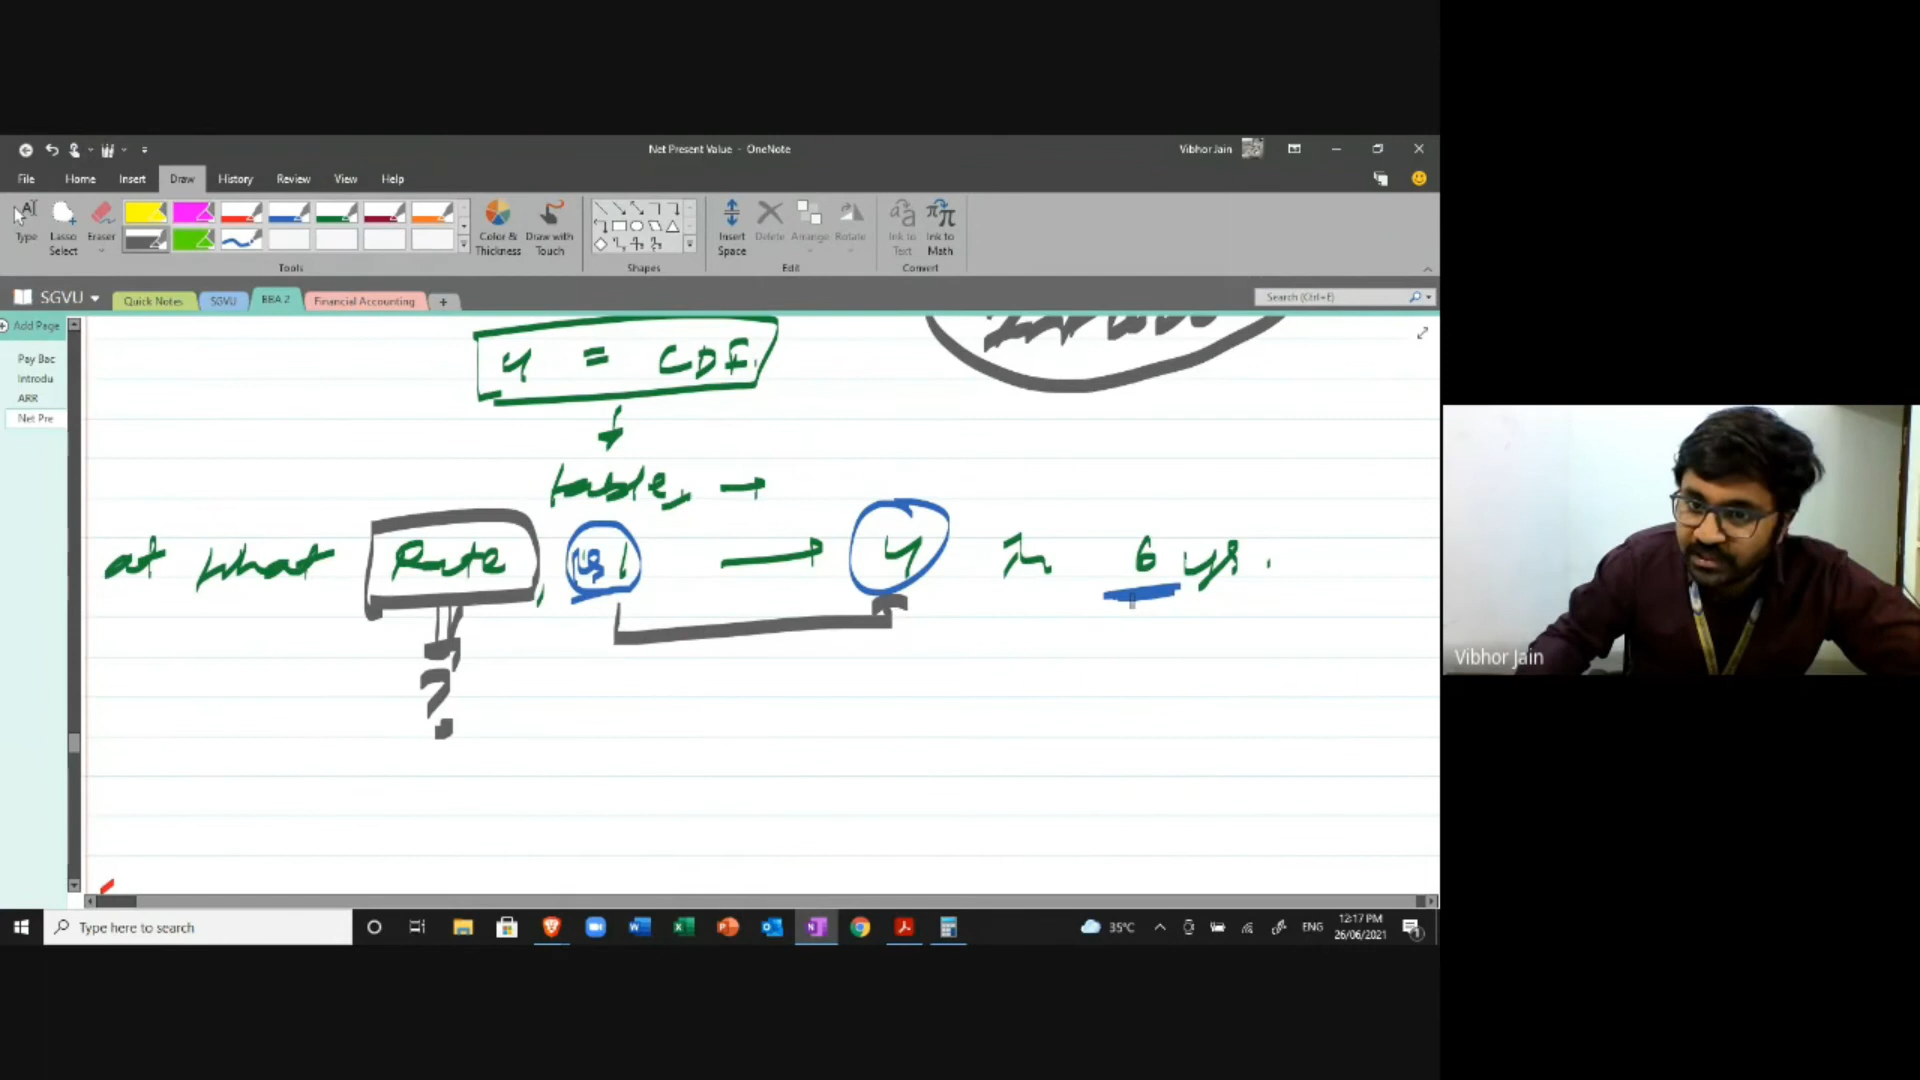 Net Present Value - OneNote
Vibhor Jain
File Home Insert Draw History Review View Help
Type
Lasso Select
Eraser
Color & Thickness
Draw with Touch
Insert Space
Delete
Arrange
Rotate
Ink to Text
Ink to Math
Tools
Shapes
Edit
Convert
SGVU
Quick Notes
SGVU
BBA 2
Financial Accounting
+
Search (Ctrl+E)
Add Page
Pay Bac
Introdu
ARR
Net Pre
4 = CDF.
tables →
at what Rate, 1 → 4 in 6 yrs.
?
Vibhor Jain
Type here to search
35°C
ENG
12:17 PM
26/06/2021
1